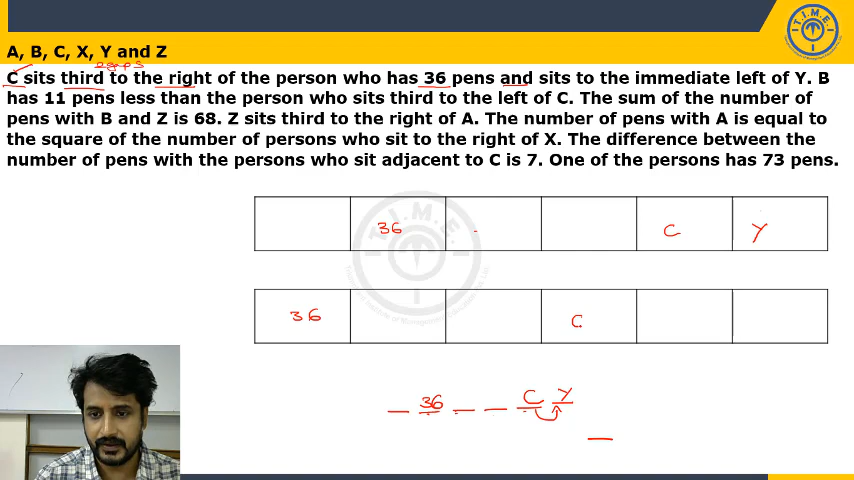 T.I.M.E.
A, B, C, X, Y and Z
C sits third to the right of the person who has 36 pens and sits to the immediate left of Y. B
has 11 pens less than the person who sits third to the left of C. The sum of the number of
pens with B and Z is 68. Z sits third to the right of A. The number of pens with A is equal to
the square of the number of persons who sit to the right of X. The difference between the
number of pens with the persons who sit adjacent to C is 7. One of the persons has 73 pens.
36 C Y
T.I.M.E.
36 C
36 C Y